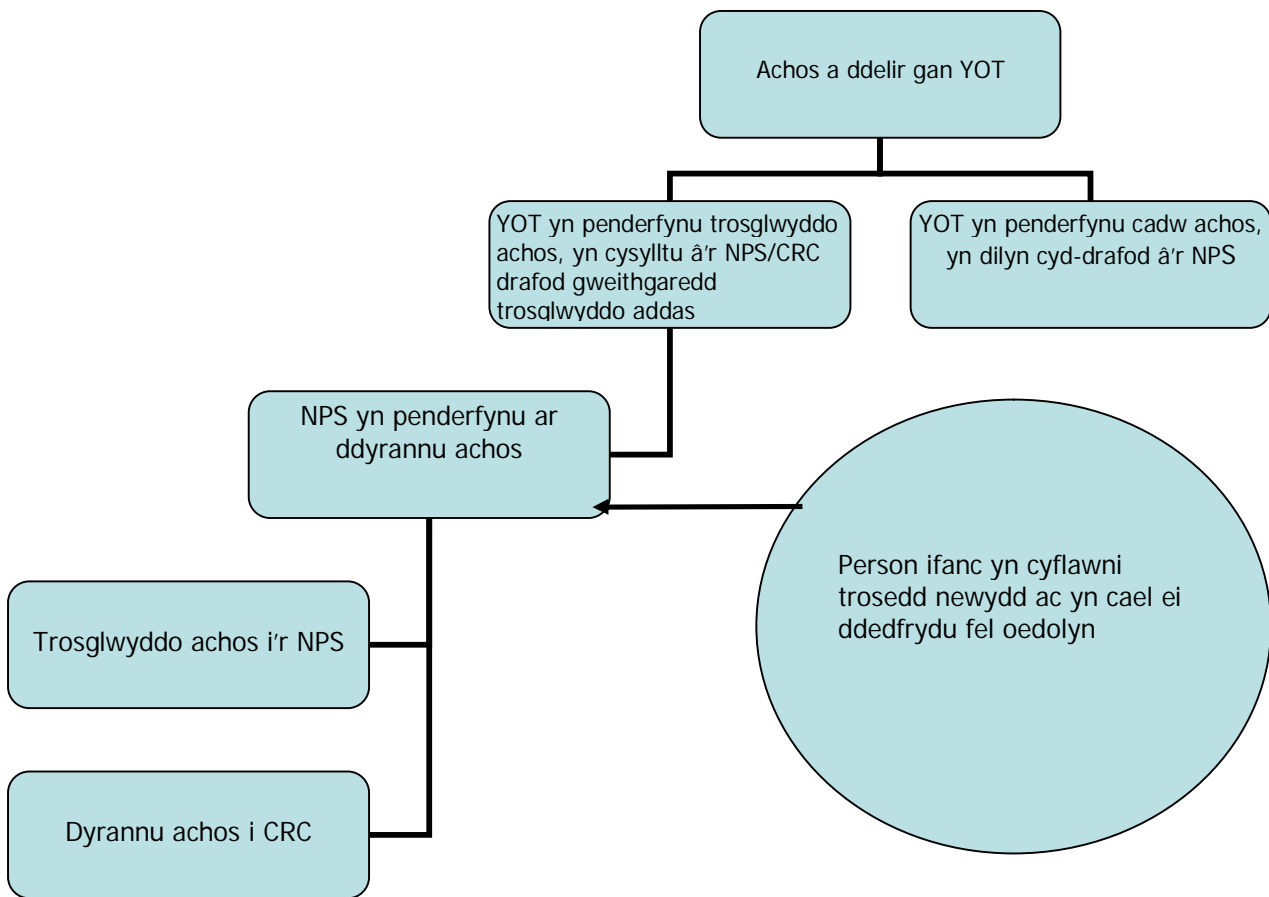 Achos a ddelir gan YOT
YOT yn penderfynu trosglwyddo
achos, yn cysylltu â'r NPS/CRC
drafod gweithgaredd
trosglwyddo addas
YOT yn penderfynu cadw achos,
yn dilyn cyd-drafod â'r NPS
NPS yn penderfynu ar
ddyrannu achos
Person ifanc yn cyflawni
trosedd newydd ac yn cael ei
ddedfrydu fel oedolyn
Trosglwyddo achos i'r NPS
Dyrannu achos i CRC